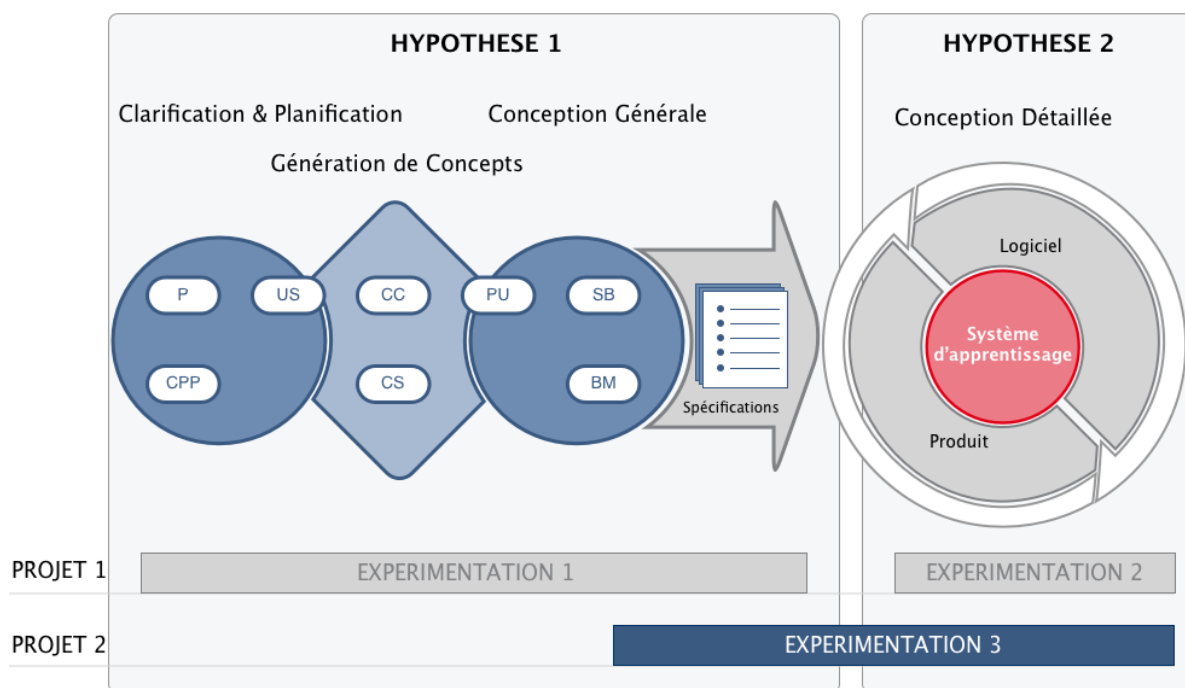 HYPOTHESE 1
HYPOTHESE 2
Clarification & Planification
Conception Générale
Conception Détaillée
Génération de Concepts
Logiciel
P
US
CC
PU
SB
Système
d'apprentissage
CPP
CS
BM
Spécifications
Produit
PROJET 1
EXPERIMENTATION 1
EXPERIMENTATION 2
PROJET 2
EXPERIMENTATION 3